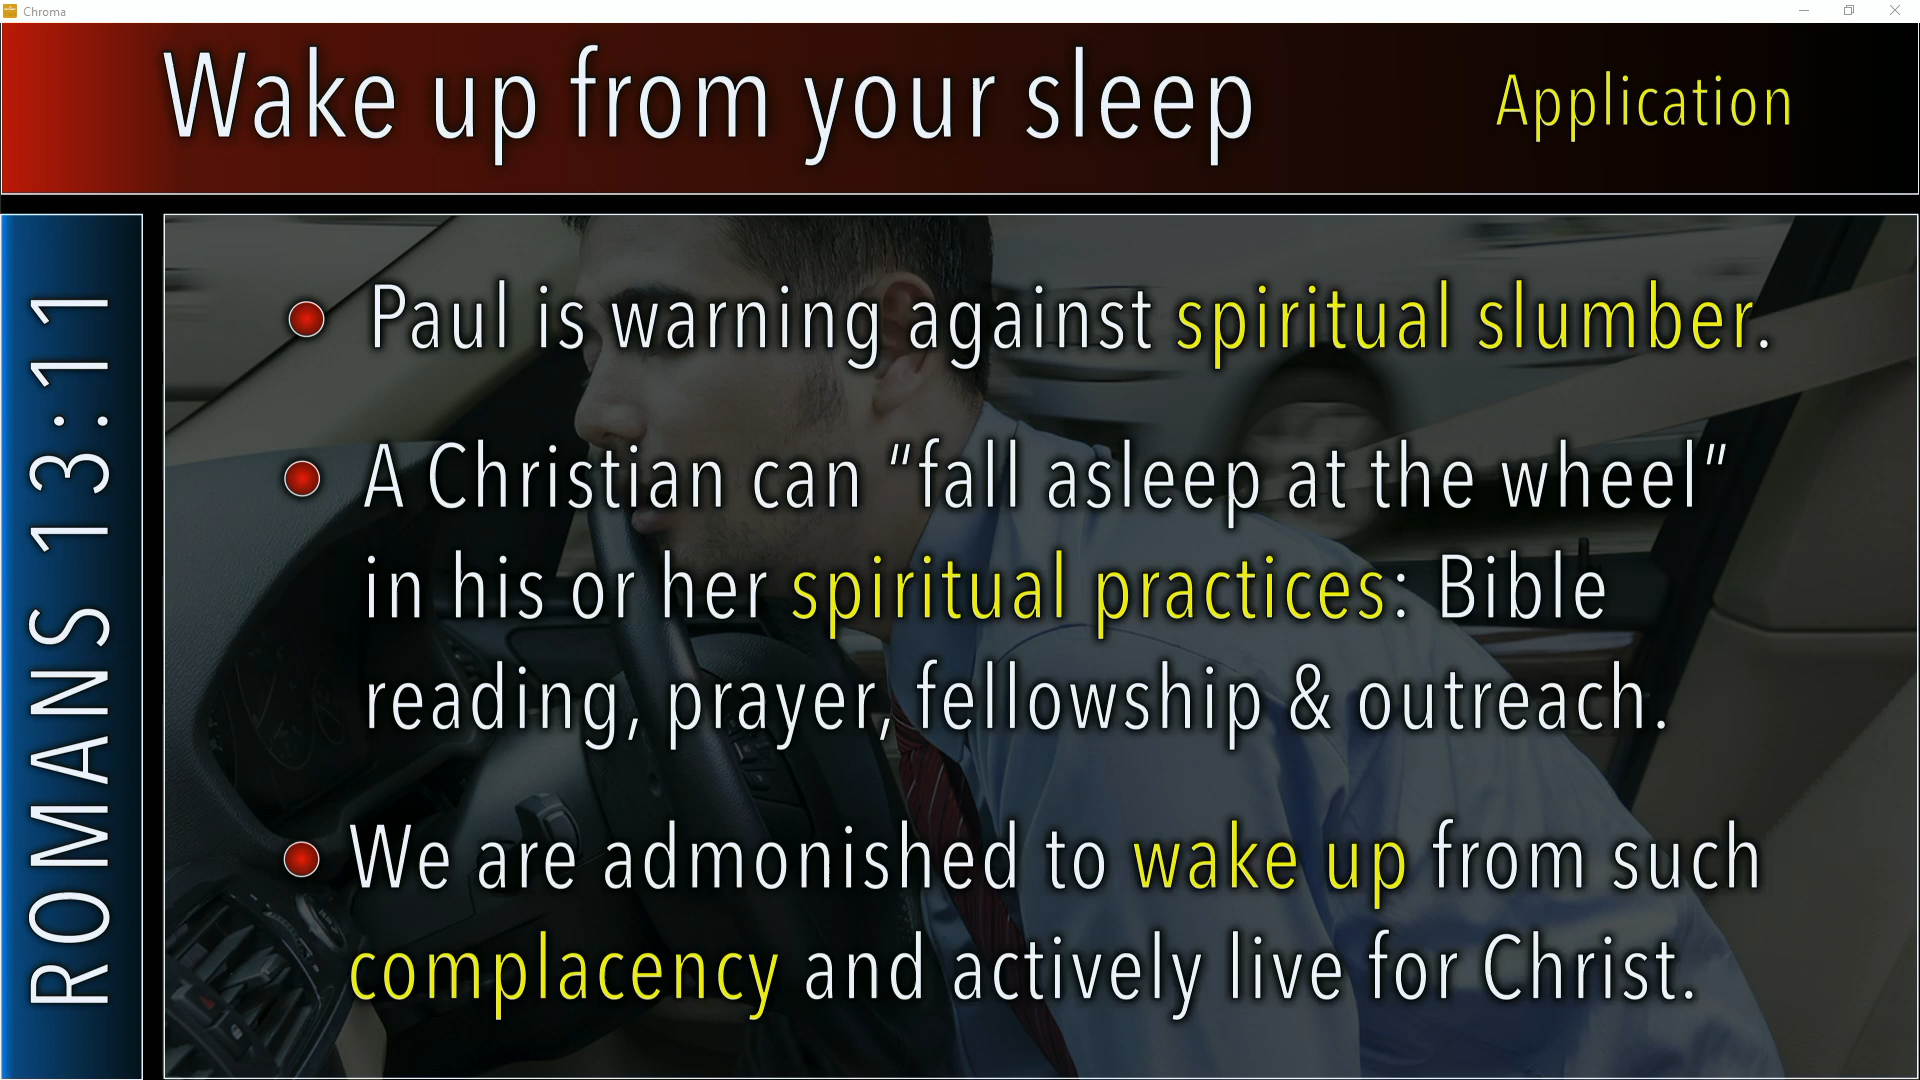 Chroma
Wake up from your sleep
Application
ROMANS 13:11
Paul is warning against spiritual slumber.
A Christian can “fall asleep at the wheel”
in his or her spiritual practices: Bible
reading, prayer, fellowship & outreach.
We are admonished to wake up from such
complacency and actively live for Christ.